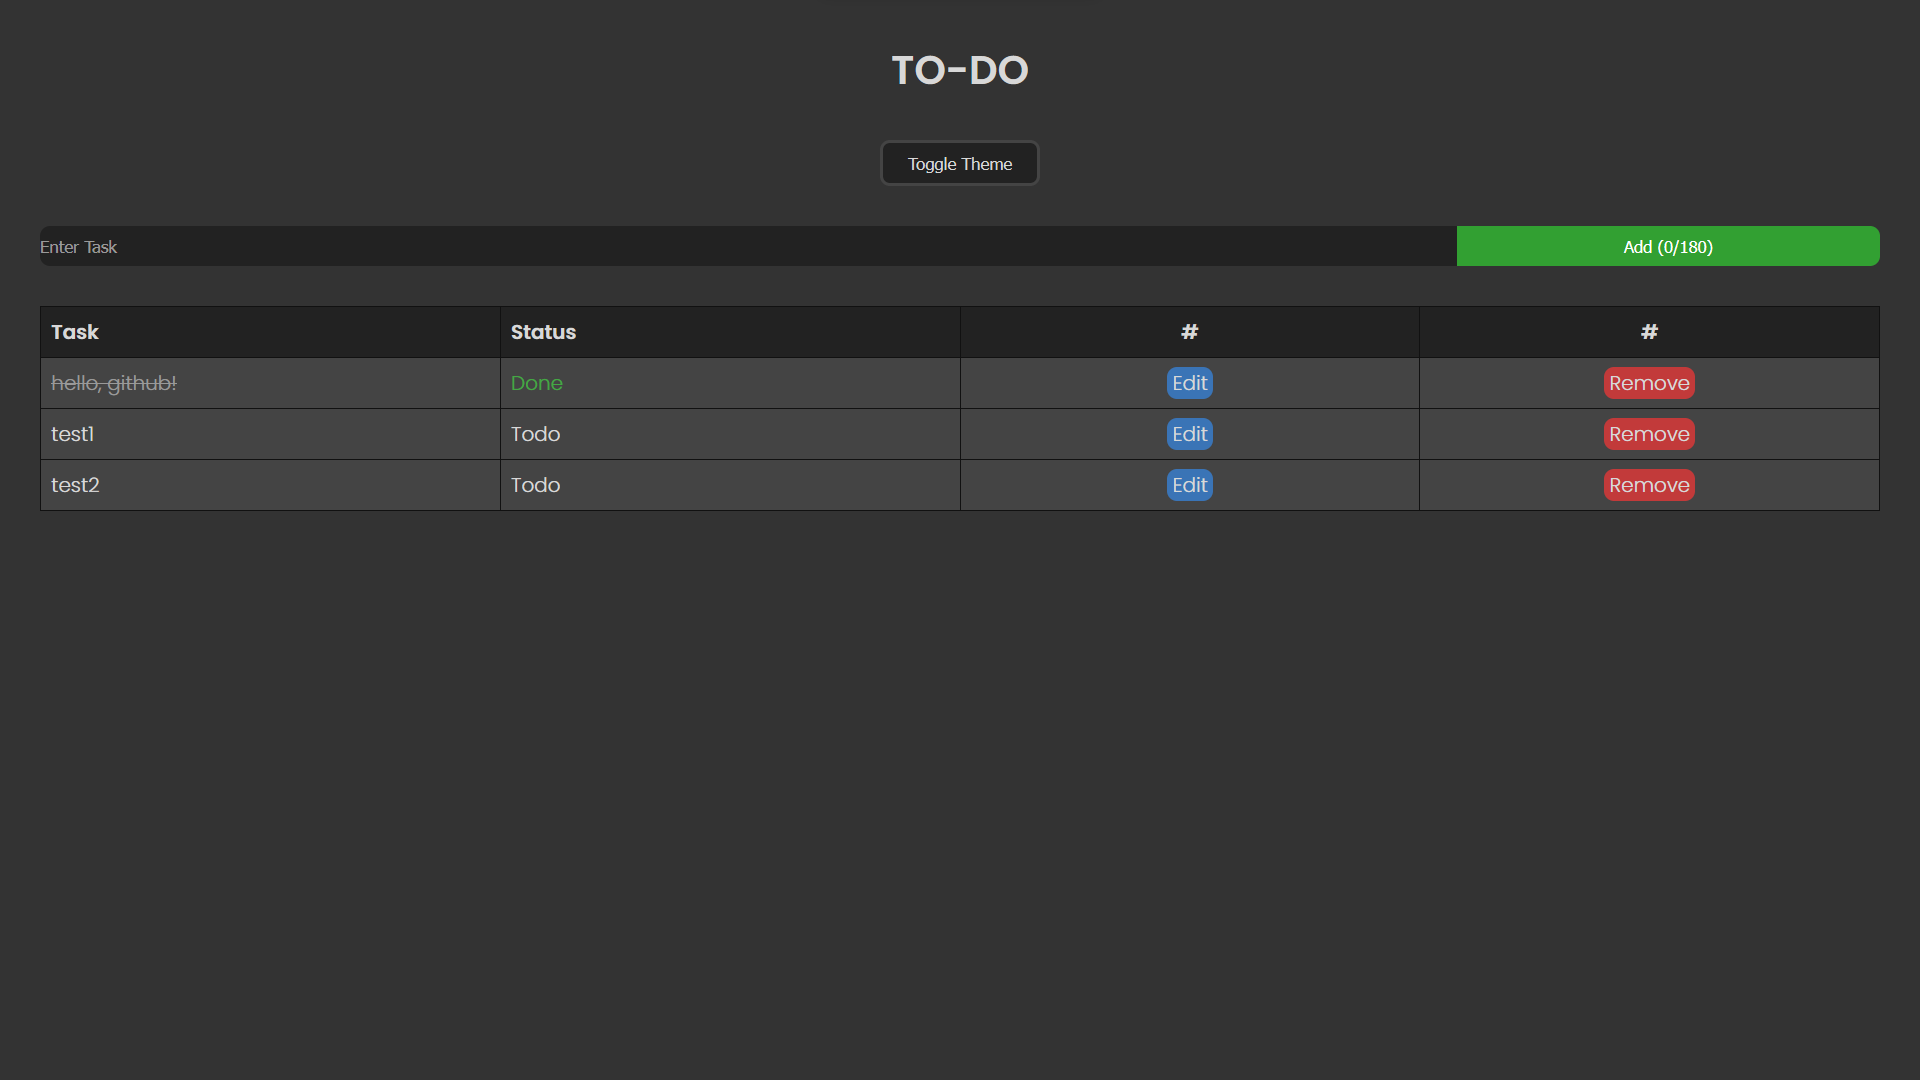 TO-DO
Toggle Theme
Enter Task Add (0/180)
Task Status # #
hello, github! Done Edit Remove
test1 Todo Edit Remove
test2 Todo Edit Remove